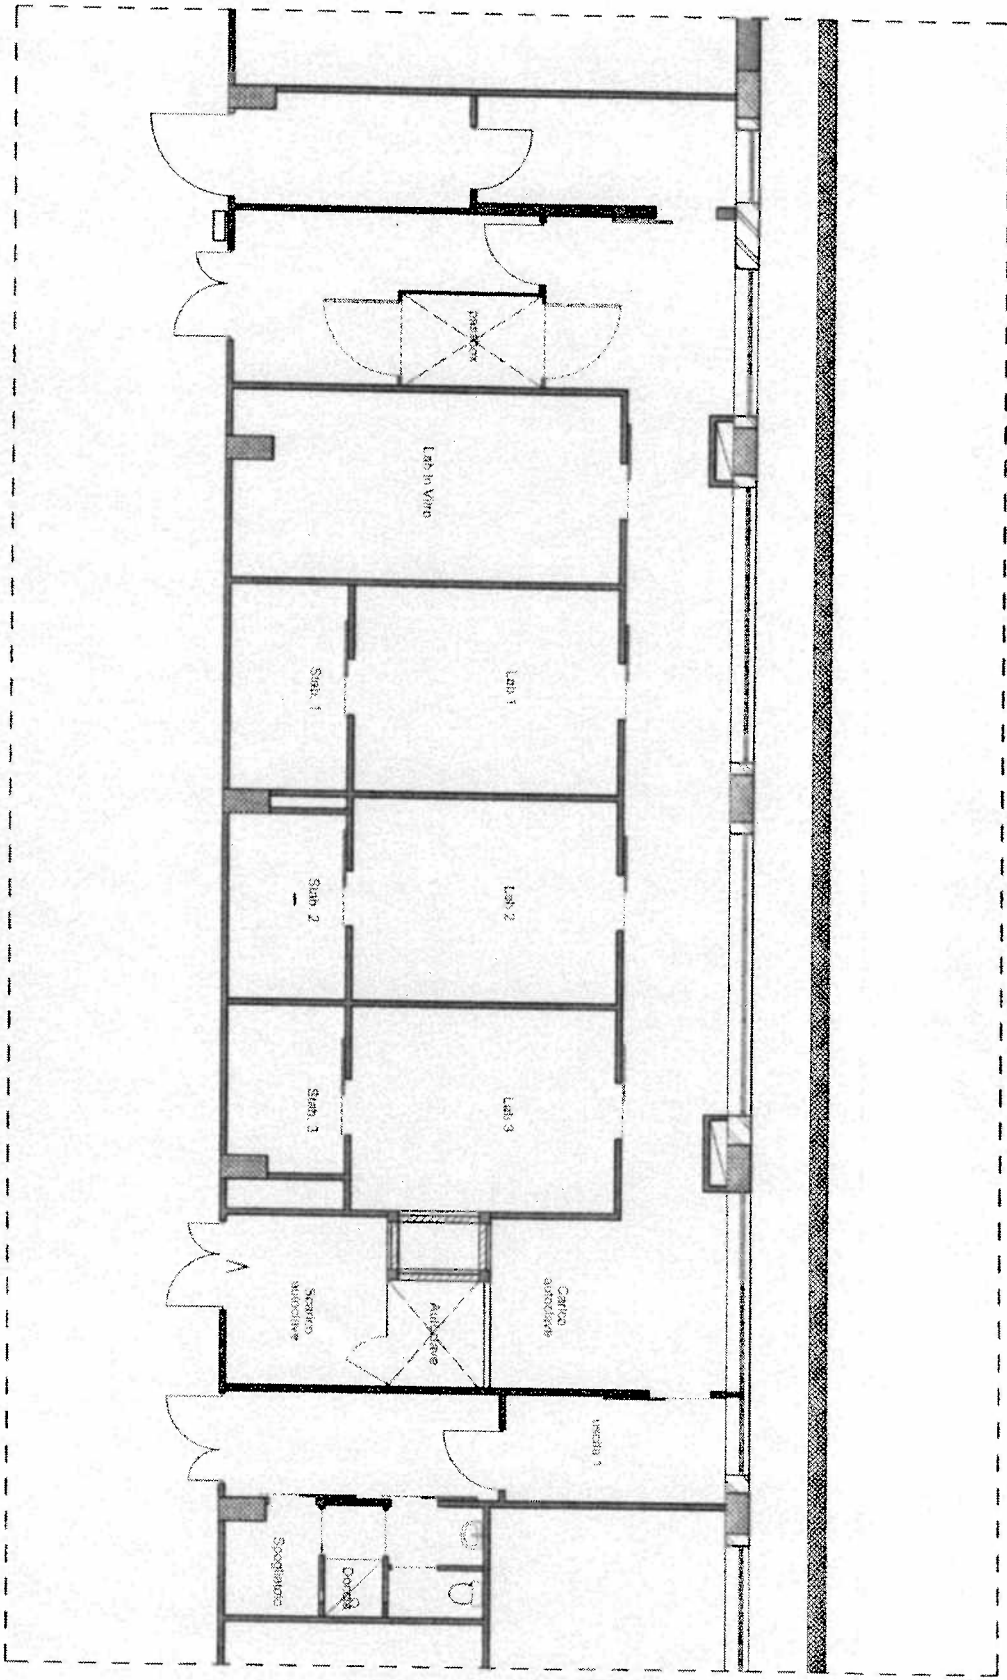 passbox
Lab in Vitro
Stab. 1
Lab 1
Stab. 2
Lab 2
Stab. 3
Lab 3
Scarico
autoclave
Autoclave
Carico
autoclave
uscita 1
Spogliatoio
Doccia